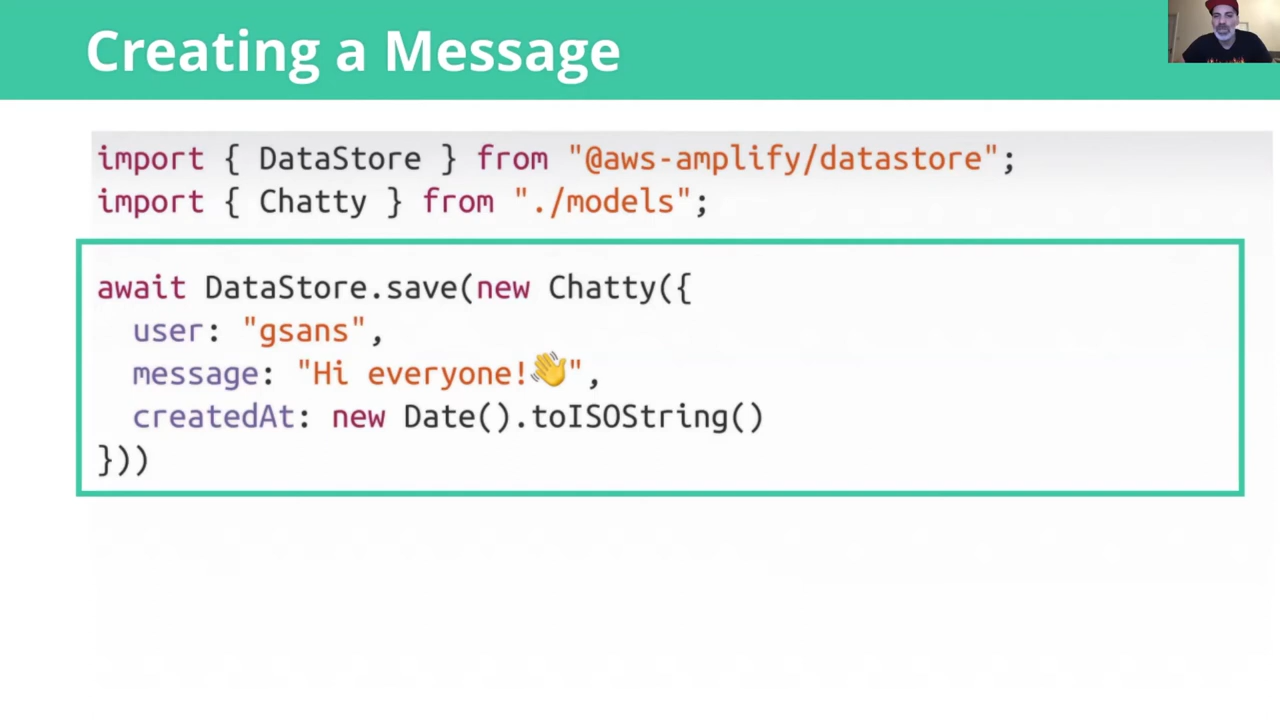 Creating a Message
import { DataStore } from "@aws-amplify/datastore";
import { Chatty } from "./models";
await DataStore.save(new Chatty({
  user: "gsans",
  message: "Hi everyone!👋",
  createdAt: new Date().toISOString()
}))